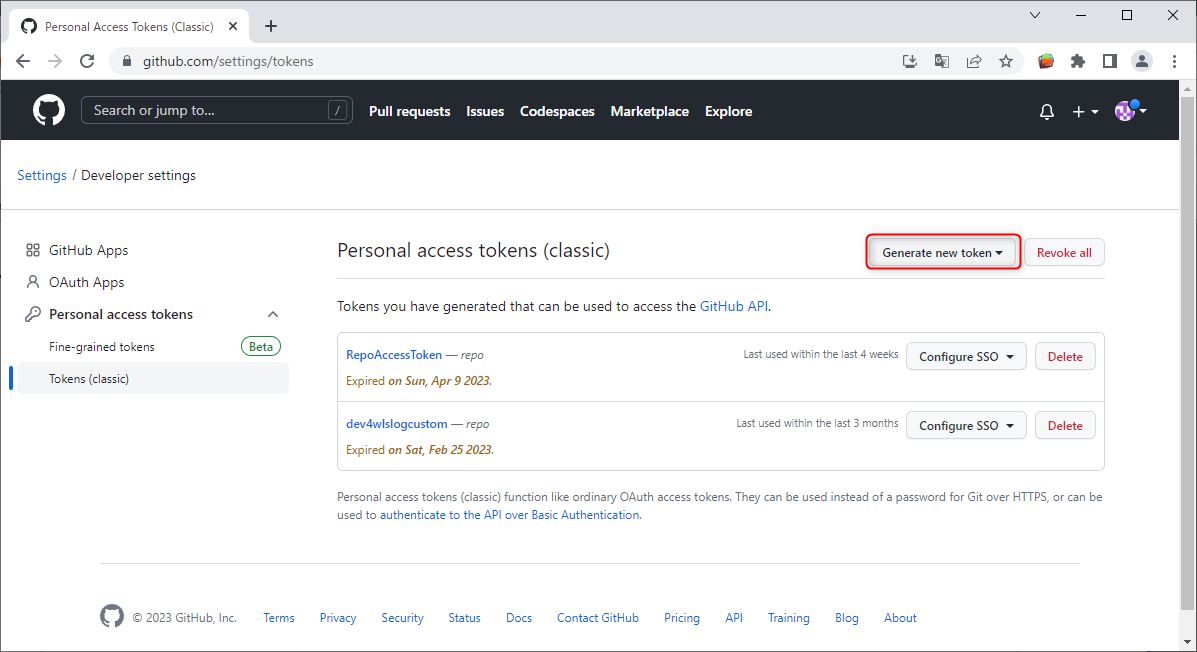 Personal Access Tokens (Classic)
github.com/settings/tokens
Search or jump to... /
Pull requests Issues Codespaces Marketplace Explore
Settings / Developer settings
GitHub Apps
OAuth Apps
Personal access tokens
Fine-grained tokens Beta
Tokens (classic)
Personal access tokens (classic)
Generate new token Revoke all
Tokens you have generated that can be used to access the GitHub API.
RepoAccessToken — repo Last used within the last 4 weeks Configure SSO Delete
Expired on Sun, Apr 9 2023.
dev4wlslogcustom — repo Last used within the last 3 months Configure SSO Delete
Expired on Sat, Feb 25 2023.
Personal access tokens (classic) function like ordinary OAuth access tokens. They can be used instead of a password for Git over HTTPS, or can be
used to authenticate to the API over Basic Authentication.
© 2023 GitHub, Inc. Terms Privacy Security Status Docs Contact GitHub Pricing API Training Blog About